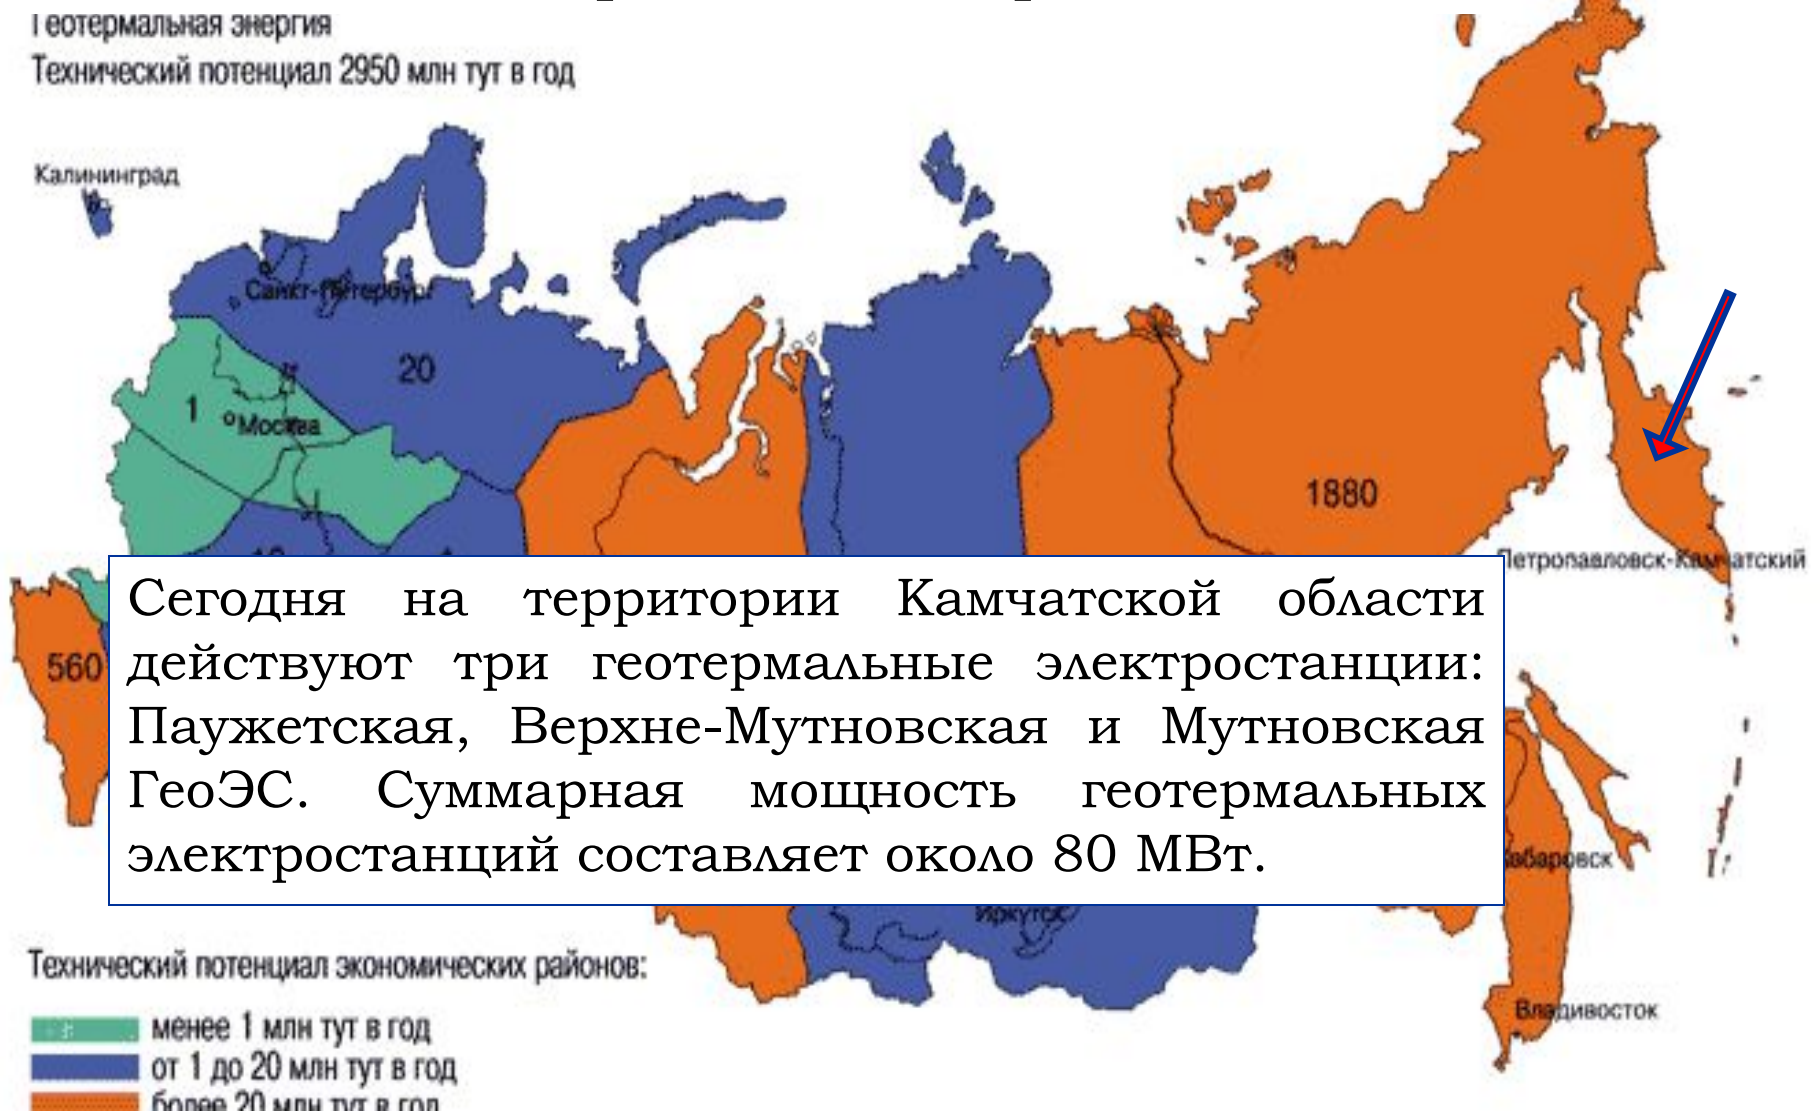 Геотермальная энергия
Технический потенциал 2950 млн тут в год
Калининград
Санкт-Петербург
20
1
Москва
1880
Петропавловск-Камчатский
560
Сегодня на территории Камчатской области
действуют три геотермальные электростанции:
Паужетская, Верхне-Мутновская и Мутновская
ГеоЭС. Суммарная мощность геотермальных
электростанций составляет около 80 МВт.
Хабаровск
Иркутск
Технический потенциал экономических районов:
Владивосток
менее 1 млн тут в год
от 1 до 20 млн тут в год
более 20 млн тут в год